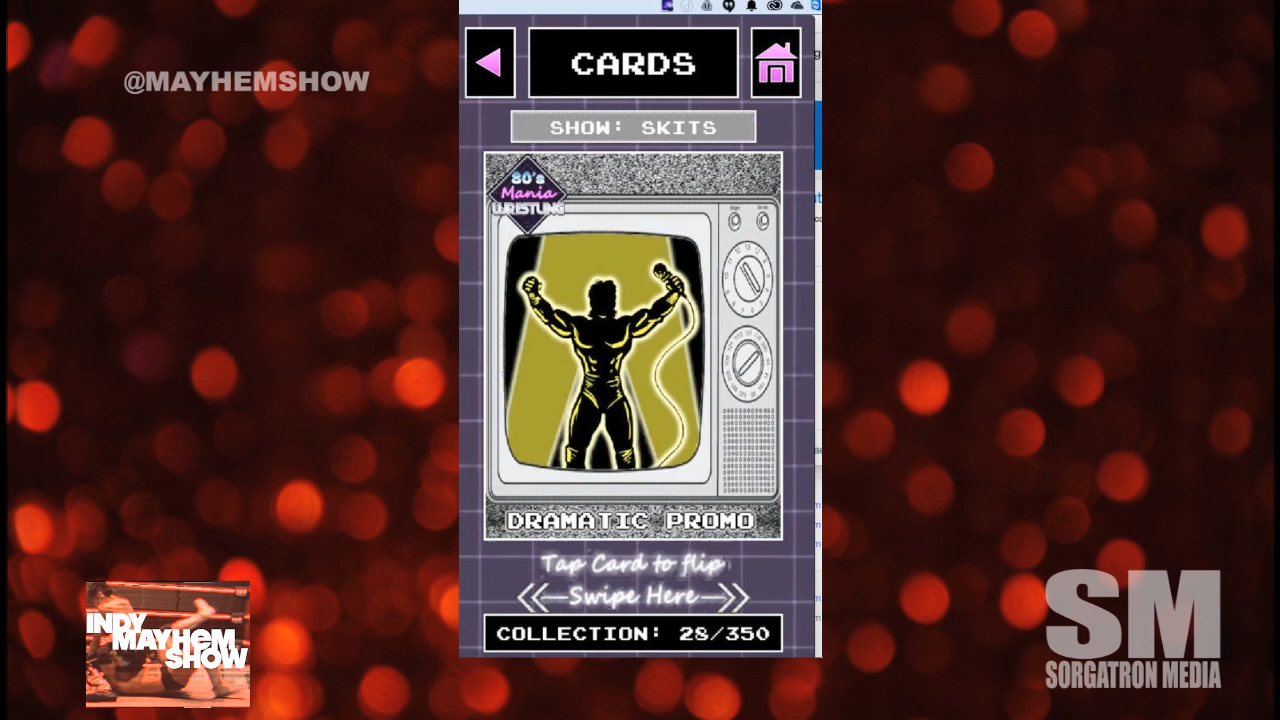 @MAYHEMSHOW
CARDS
SHOW: SKITS
80's
Mania
WRESTLING
DRAMATIC PROMO
Tap Card to flip
Swipe Here
COLLECTION: 28/350
INDY
MAYHEM
SHOW
SM
SORGATRON MEDIA